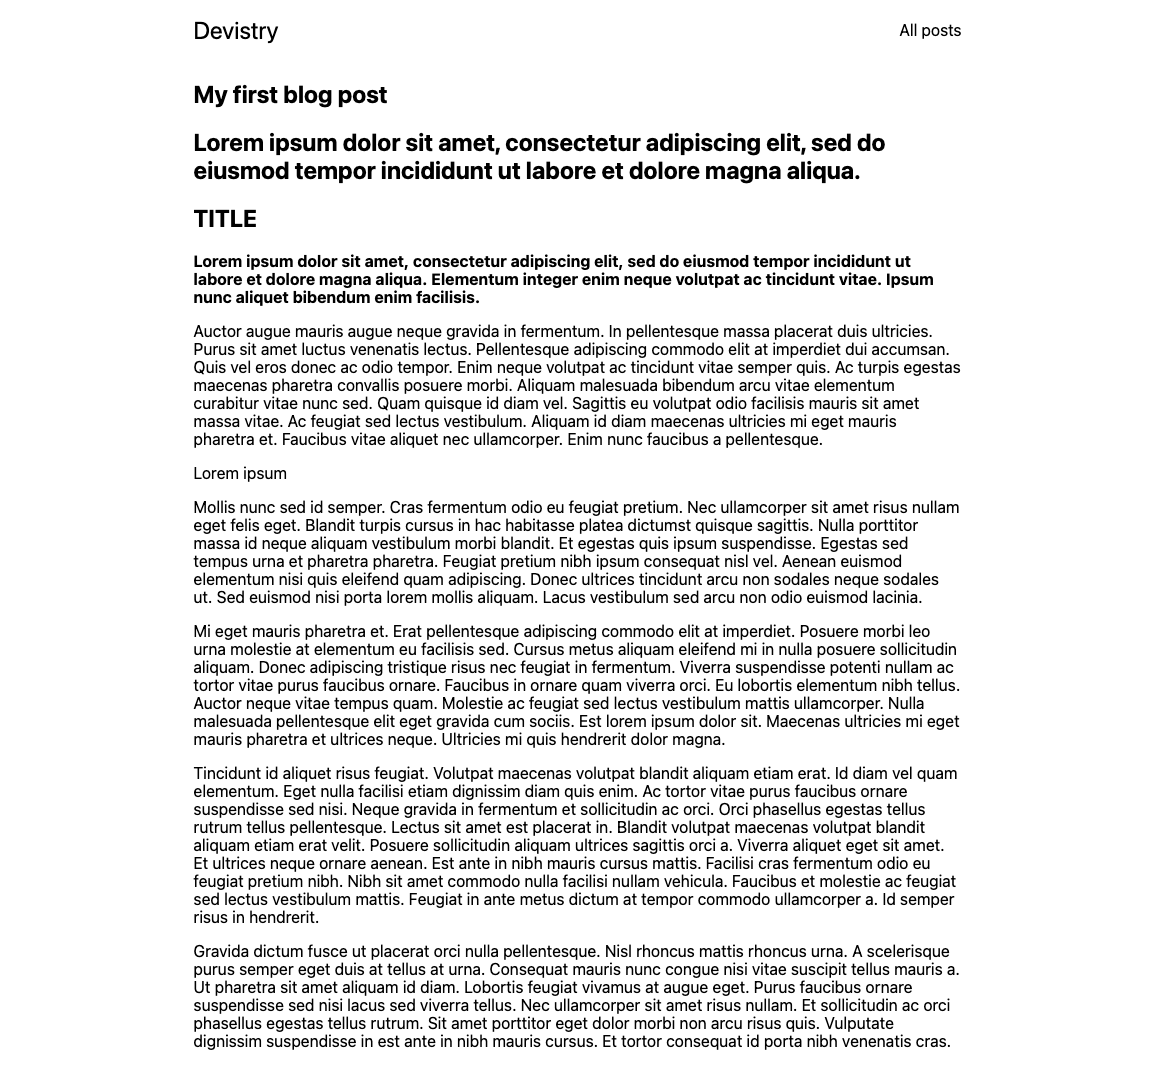 Devistry
All posts
My first blog post
Lorem ipsum dolor sit amet, consectetur adipiscing elit, sed do
eiusmod tempor incididunt ut labore et dolore magna aliqua.
TITLE
Lorem ipsum dolor sit amet, consectetur adipiscing elit, sed do eiusmod tempor incididunt ut
labore et dolore magna aliqua. Elementum integer enim neque volutpat ac tincidunt vitae. Ipsum
nunc aliquet bibendum enim facilisis.
Auctor augue mauris augue neque gravida in fermentum. In pellentesque massa placerat duis ultricies.
Purus sit amet luctus venenatis lectus. Pellentesque adipiscing commodo elit at imperdiet dui accumsan.
Quis vel eros donec ac odio tempor. Enim neque volutpat ac tincidunt vitae semper quis. Ac turpis egestas
maecenas pharetra convallis posuere morbi. Aliquam malesuada bibendum arcu vitae elementum
curabitur vitae nunc sed. Quam quisque id diam vel. Sagittis eu volutpat odio facilisis mauris sit amet
massa vitae. Ac feugiat sed lectus vestibulum. Aliquam id diam maecenas ultricies mi eget mauris
pharetra et. Faucibus vitae aliquet nec ullamcorper. Enim nunc faucibus a pellentesque.
Lorem ipsum
Mollis nunc sed id semper. Cras fermentum odio eu feugiat pretium. Nec ullamcorper sit amet risus nullam
eget felis eget. Blandit turpis cursus in hac habitasse platea dictumst quisque sagittis. Nulla porttitor
massa id neque aliquam vestibulum morbi blandit. Et egestas quis ipsum suspendisse. Egestas sed
tempus urna et pharetra pharetra. Feugiat pretium nibh ipsum consequat nisl vel. Aenean euismod
elementum nisi quis eleifend quam adipiscing. Donec ultrices tincidunt arcu non sodales neque sodales
ut. Sed euismod nisi porta lorem mollis aliquam. Lacus vestibulum sed arcu non odio euismod lacinia.
Mi eget mauris pharetra et. Erat pellentesque adipiscing commodo elit at imperdiet. Posuere morbi leo
urna molestie at elementum eu facilisis sed. Cursus metus aliquam eleifend mi in nulla posuere sollicitudin
aliquam. Donec adipiscing tristique risus nec feugiat in fermentum. Viverra suspendisse potenti nullam ac
tortor vitae purus faucibus ornare. Faucibus in ornare quam viverra orci. Eu lobortis elementum nibh tellus.
Auctor neque vitae tempus quam. Molestie ac feugiat sed lectus vestibulum mattis ullamcorper. Nulla
malesuada pellentesque elit eget gravida cum sociis. Est lorem ipsum dolor sit. Maecenas ultricies mi eget
mauris pharetra et ultrices neque. Ultricies mi quis hendrerit dolor magna.
Tincidunt id aliquet risus feugiat. Volutpat maecenas volutpat blandit aliquam etiam erat. Id diam vel quam
elementum. Eget nulla facilisi etiam dignissim diam quis enim. Ac tortor vitae purus faucibus ornare
suspendisse sed nisi. Neque gravida in fermentum et sollicitudin ac orci. Orci phasellus egestas tellus
rutrum tellus pellentesque. Lectus sit amet est placerat in. Blandit volutpat maecenas volutpat blandit
aliquam etiam erat velit. Posuere sollicitudin aliquam ultrices sagittis orci a. Viverra aliquet eget sit amet.
Et ultrices neque ornare aenean. Est ante in nibh mauris cursus mattis. Facilisi cras fermentum odio eu
feugiat pretium nibh. Nibh sit amet commodo nulla facilisi nullam vehicula. Faucibus et molestie ac feugiat
sed lectus vestibulum mattis. Feugiat in ante metus dictum at tempor commodo ullamcorper a. Id semper
risus in hendrerit.
Gravida dictum fusce ut placerat orci nulla pellentesque. Nisl rhoncus mattis rhoncus urna. A scelerisque
purus semper eget duis at tellus at urna. Consequat mauris nunc congue nisi vitae suscipit tellus mauris a.
Ut pharetra sit amet aliquam id diam. Lobortis feugiat vivamus at augue eget. Purus faucibus ornare
suspendisse sed nisi lacus sed viverra tellus. Nec ullamcorper sit amet risus nullam. Et sollicitudin ac orci
phasellus egestas tellus rutrum. Sit amet porttitor eget dolor morbi non arcu risus quis. Vulputate
dignissim suspendisse in est ante in nibh mauris cursus. Et tortor consequat id porta nibh venenatis cras.